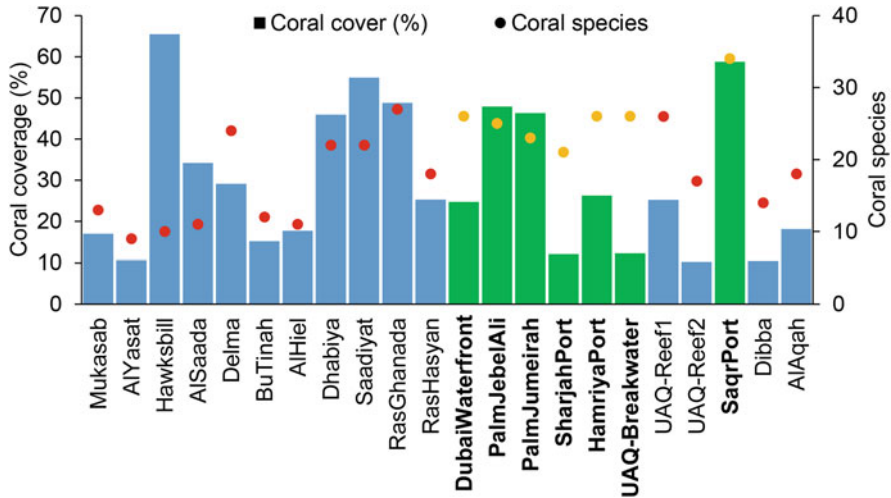 Coral cover (%)
Coral species
Coral coverage (%)
70
60
50
40
30
20
10
0
40
30
20
10
0
Coral species
Mukasab
AlYasat
Hawksbill
AlSaada
Delma
BuTinah
AlHiel
Dhabiya
Saadiyat
RasGhanada
RasHasyan
DubaiWaterfront
PalmJebelAli
PalmJumeirah
SharjahPort
HamriyaPort
UAQ-Breakwater
UAQ-Reef1
UAQ-Reef2
SaqrPort
Dibba
AlAqah